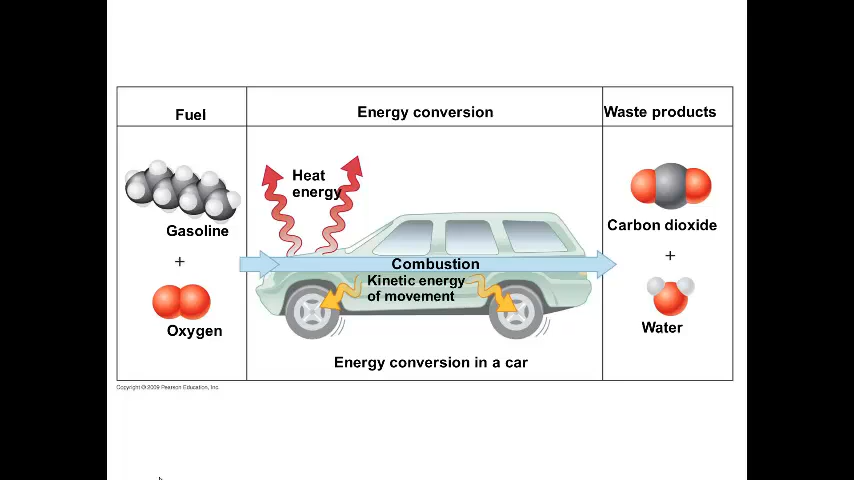 Fuel
Energy conversion
Waste products
Heat
energy
Gasoline
+
Oxygen
Combustion
Kinetic energy
of movement
Energy conversion in a car
Carbon dioxide
+
Water
Copyright © 2009 Pearson Education, Inc.